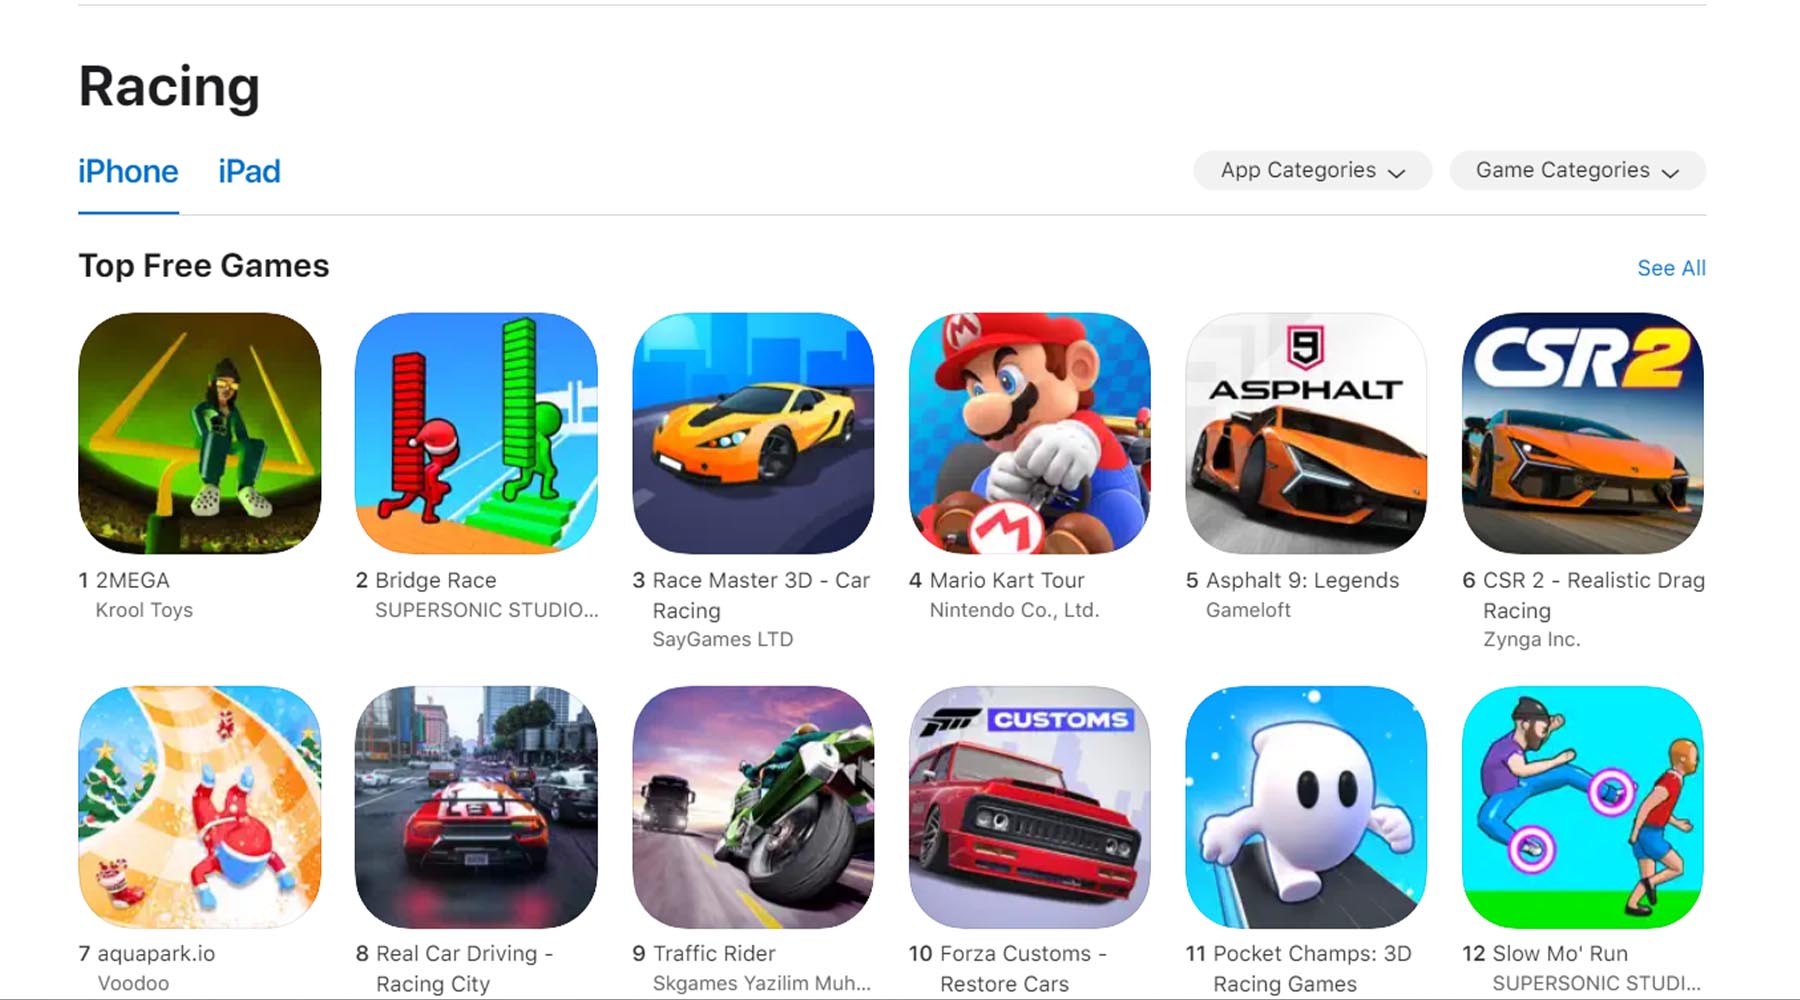 Racing
iPhone
iPad
App Categories
Game Categories
Top Free Games
See All
9
ASPHALT
CSR2
1 2MEGA
Krool Toys
2 Bridge Race
SUPERSONIC STUDIO...
3 Race Master 3D - Car
Racing
SayGames LTD
4 Mario Kart Tour
Nintendo Co., Ltd.
5 Asphalt 9: Legends
Gameloft
6 CSR 2 - Realistic Drag
Racing
Zynga Inc.
CUSTOMS
7 aquapark.io
Voodoo
8 Real Car Driving -
Racing City
9 Traffic Rider
Skgames Yazilim Muh...
10 Forza Customs -
Restore Cars
11 Pocket Champs: 3D
Racing Games
12 Slow Mo' Run
SUPERSONIC STUDI...